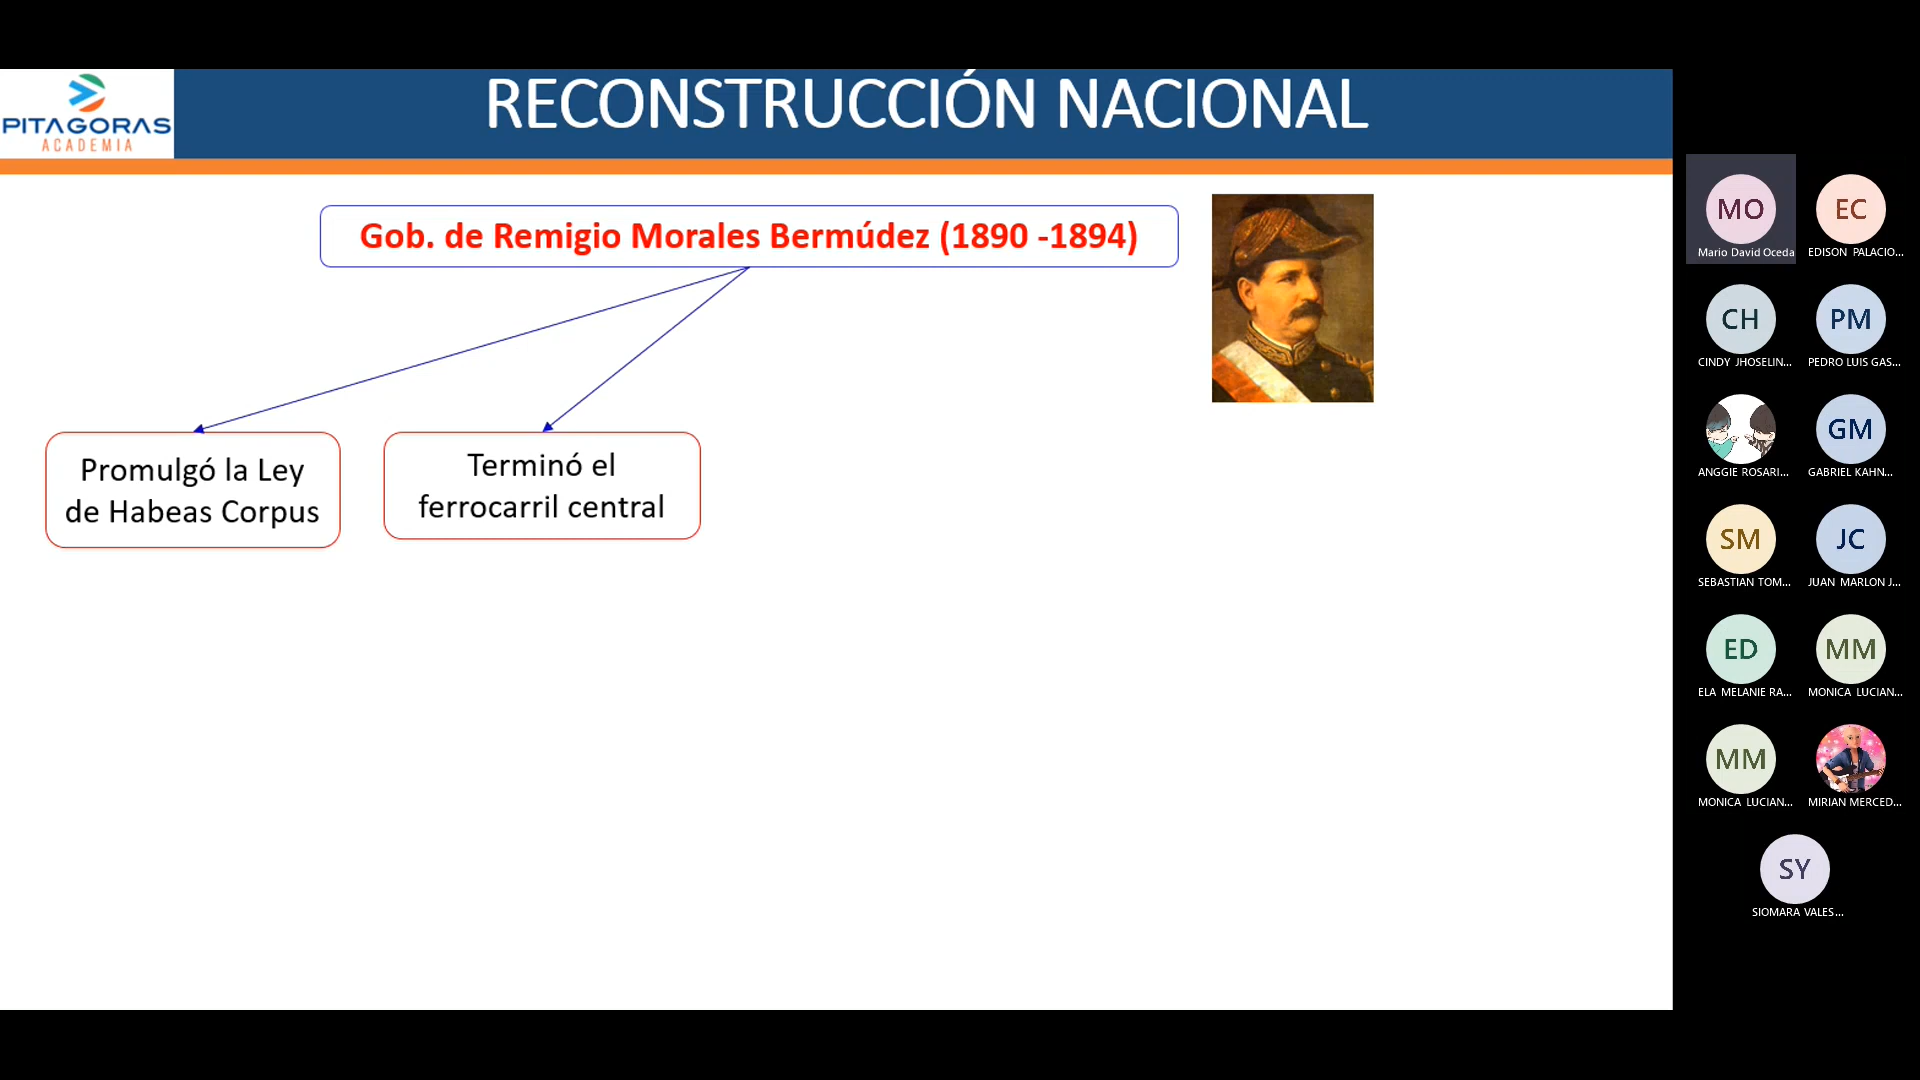 PITAGORAS
ACADEMIA
RECONSTRUCCIÓN NACIONAL
Gob. de Remigio Morales Bermúdez (1890 -1894)
Promulgó la Ley
de Habeas Corpus
Terminó el
ferrocarril central
MO
Mario David Oceda
EC
EDISON PALACIO...
CH
CINDY JHOSELIN...
PM
PEDRO LUIS GAS...
ANGGIE ROSARI...
GM
GABRIEL KAHN...
SM
SEBASTIAN TOM...
JC
JUAN MARLON J...
ED
ELA MELANIE RA...
MM
MONICA LUCIAN...
MM
MONICA LUCIAN...
MIRIAN MERCED...
SY
SIOMARA VALES...